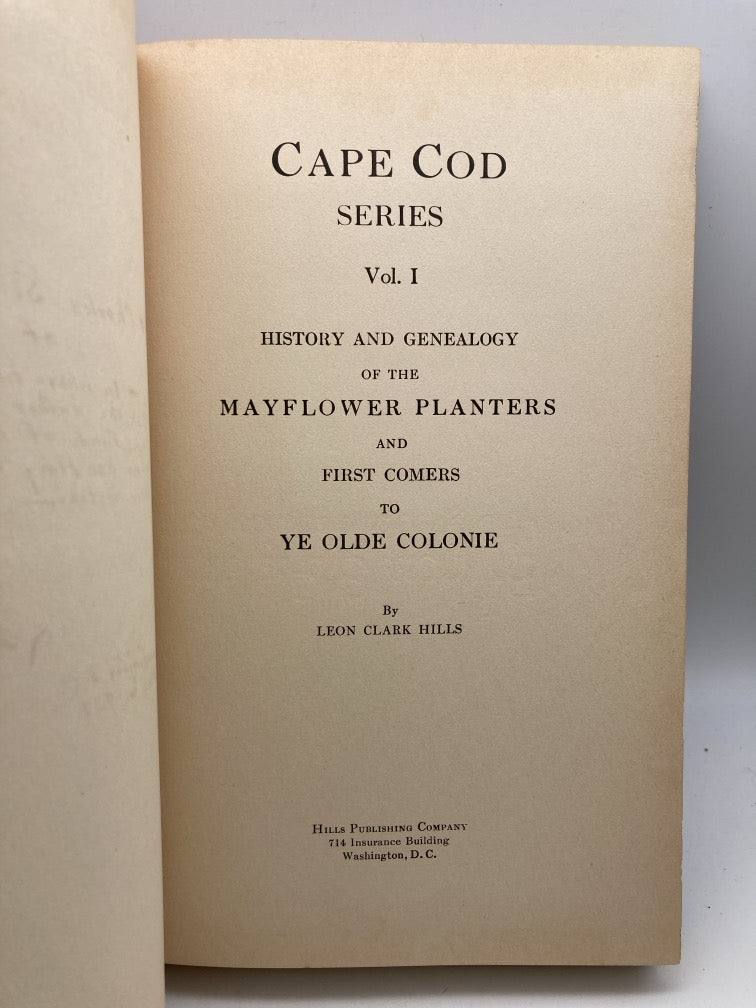 CAPE COD
SERIES
Vol. I
HISTORY AND GENEALOGY
OF THE
MAYFLOWER PLANTERS
AND
FIRST COMERS
TO
YE OLDE COLONIE
By
LEON CLARK HILLS
HILLS PUBLISHING COMPANY
714 Insurance Building
Washington, D. C.